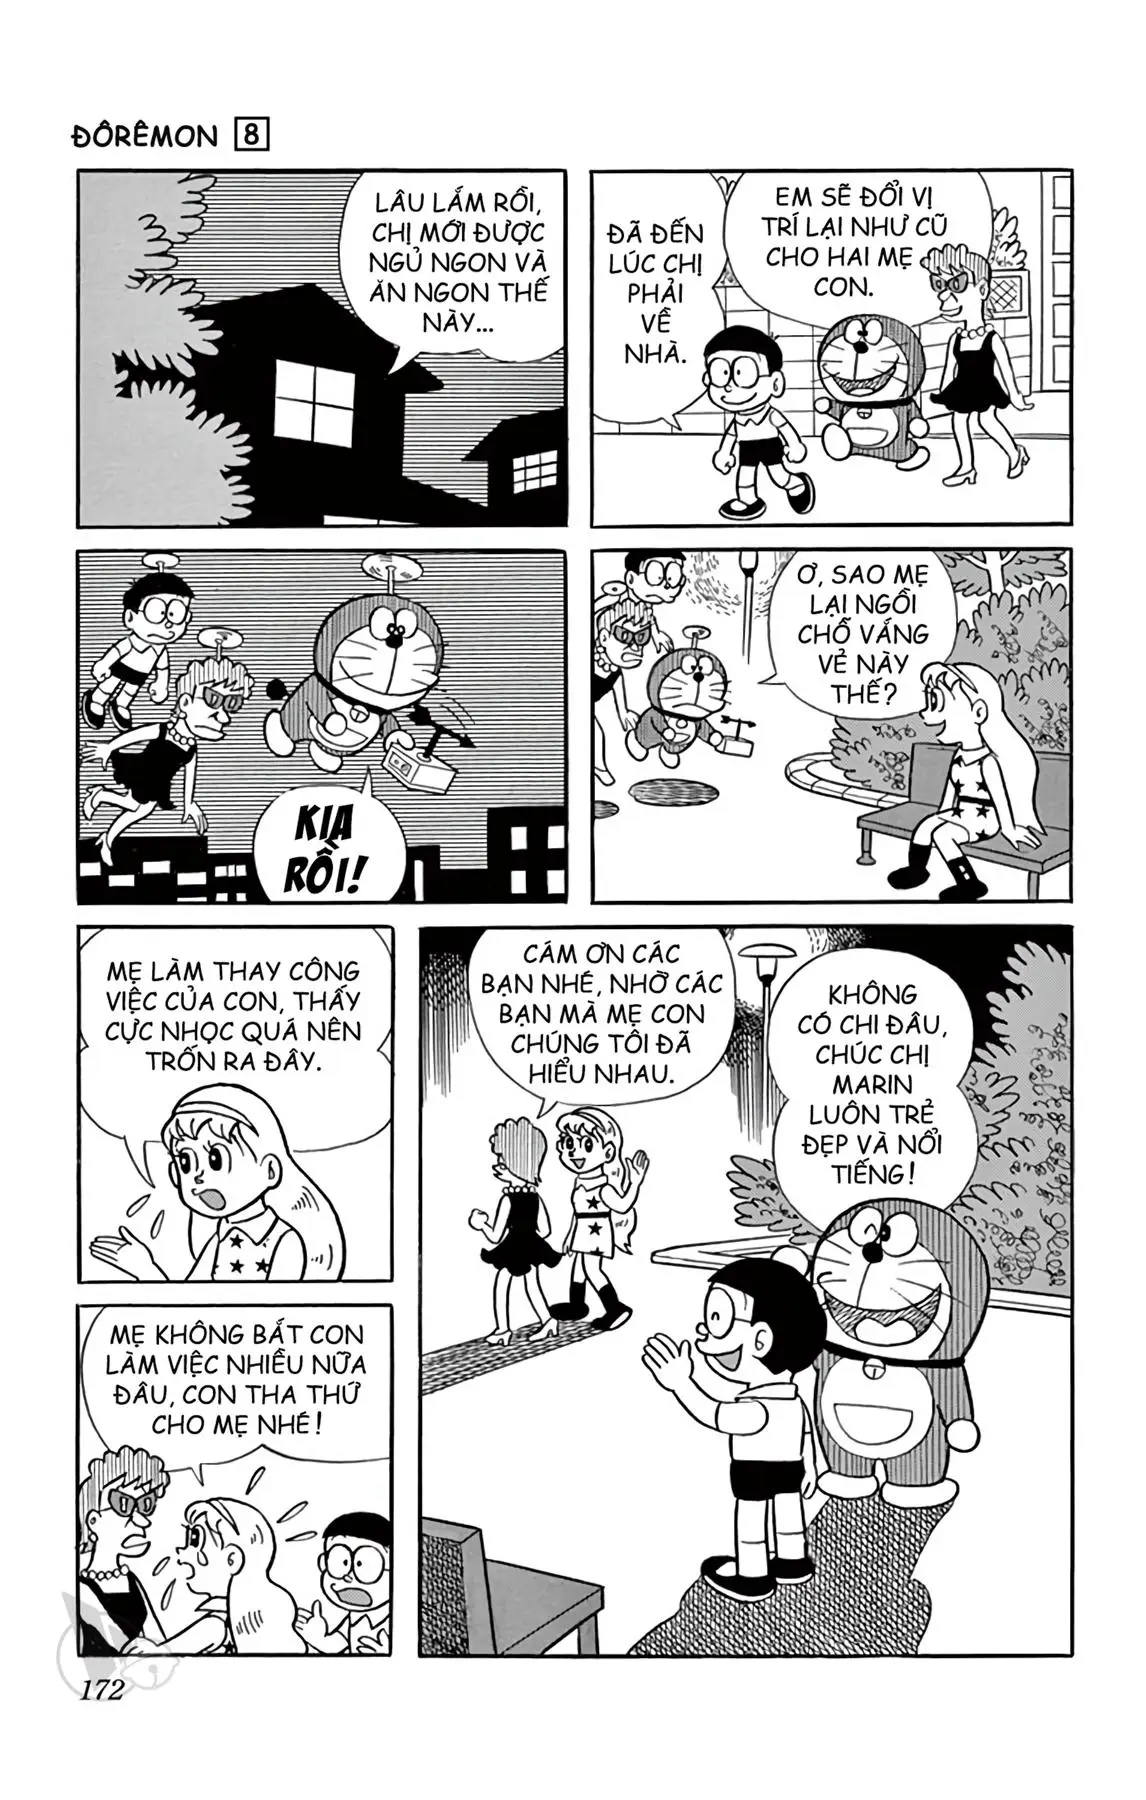 ĐÔRÊMON 8
LÂU LẮM RỒI,
CHỊ MỚI ĐƯỢC
NGỦ NGON VÀ
ĂN NGON THẾ
NÀY...
EM SẼ ĐỔI VỊ
TRÍ LẠI NHƯ CŨ
CHO HAI MẸ
CON.
ĐÃ ĐẾN
LÚC CHỊ
PHẢI
VỀ
NHÀ.
KIA
RỒI!
Ơ, SAO MẸ
LẠI NGỒI
CHỖ VẮNG
VẺ NÀY
THẾ?
MẸ LÀM THAY CÔNG
VIỆC CỦA CON, THẤY
CỰC NHỌC QUÁ NÊN
TRỐN RA ĐÂY.
MẸ KHÔNG BẮT CON
LÀM VIỆC NHIỀU NỮA
ĐÂU, CON THA THỨ
CHO MẸ NHÉ!
CÁM ƠN CÁC
BẠN NHÉ, NHỜ CÁC
BẠN MÀ MẸ CON
CHÚNG TÔI ĐÃ
HIỂU NHAU.
KHÔNG
CÓ CHI ĐÂU,
CHÚC CHỊ
MARIN
LUÔN TRẺ
ĐẸP VÀ NỔI
TIẾNG!
172